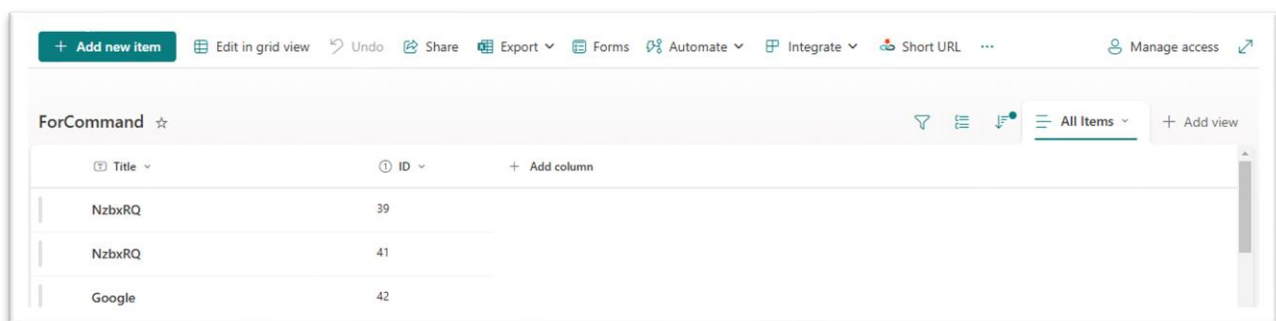 + Add new item Edit in grid view Undo Share Export Forms Automate Integrate Short URL ... Manage access
ForCommand All Items + Add view
Title ID + Add column
NzbxRQ 39
NzbxRQ 41
Google 42